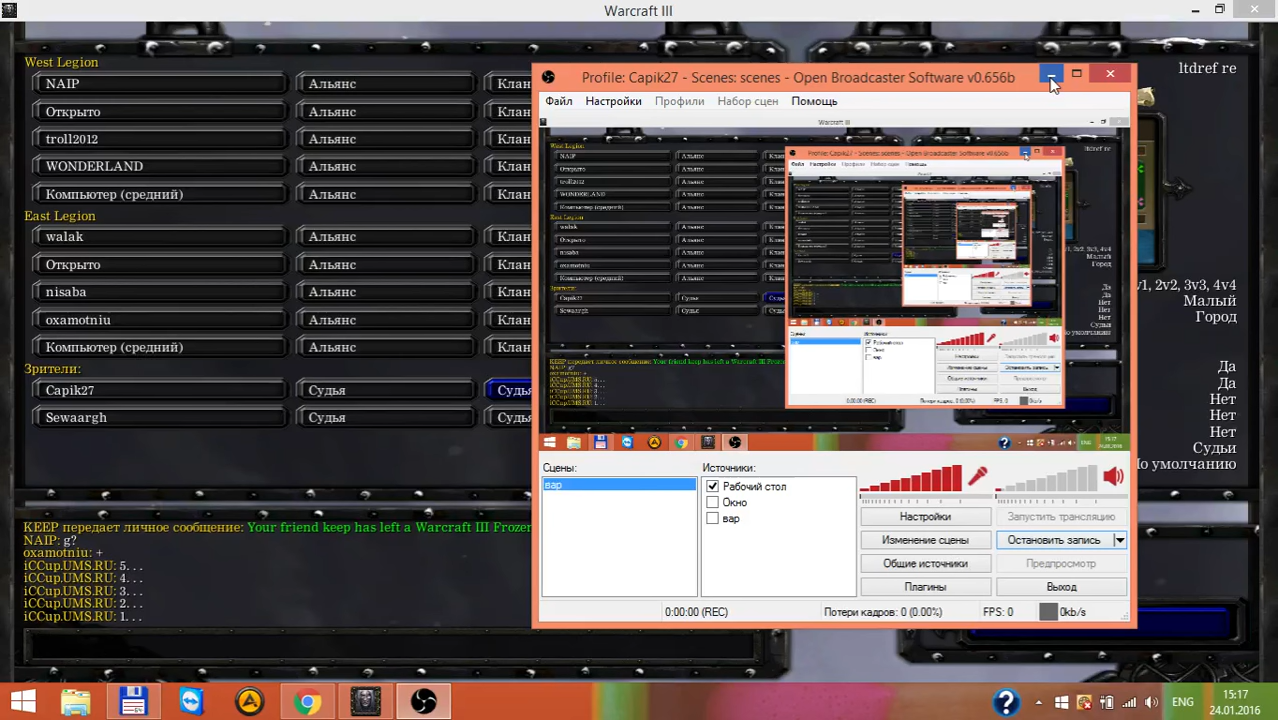 Warcraft III
West Legion
NAIP Альянс Клан
Открыто Альянс Клан
troll2012 Альянс Клан
WONDERLAND Альянс Клан
Компьютер (средний) Альянс Клан
East Legion
walak Альянс Клан
Открыто Альянс Клан
nisaba Альянс Клан
oxamotniu Альянс Клан
Компьютер (средний) Альянс Клан
Зрители:
Capik27 Судья Судья
Sewaargh Судья Судья
KEEP передает личное сообщение: Your friend keep has left a Warcraft III Frozen
NAIP: g?
oxamotniu: +
iCCup.UMS.RU: 5. . .
iCCup.UMS.RU: 4. . .
iCCup.UMS.RU: 3. . .
iCCup.UMS.RU: 2. . .
iCCup.UMS.RU: 1. . .
ltdref re
v1, 2v2, 3v3, 4v4
Малый
Город
Да
Да
Нет
Нет
Нет
Судьи
По умолчанию
Profile: Capik27 - Scenes: scenes - Open Broadcaster Software v0.656b
Файл Настройки Профили Набор сцен Помощь
Сцены:
вар
Источники:
Рабочий стол
Окно
вар
Настройки Запустить трансляцию
Изменение сцены Остановить запись
Общие источники Предпросмотр
Плагины Выход
0:00:00 (REC) Потери кадров: 0 (0.00%) FPS: 0 0kb/s
ENG
15:17
24.01.2016